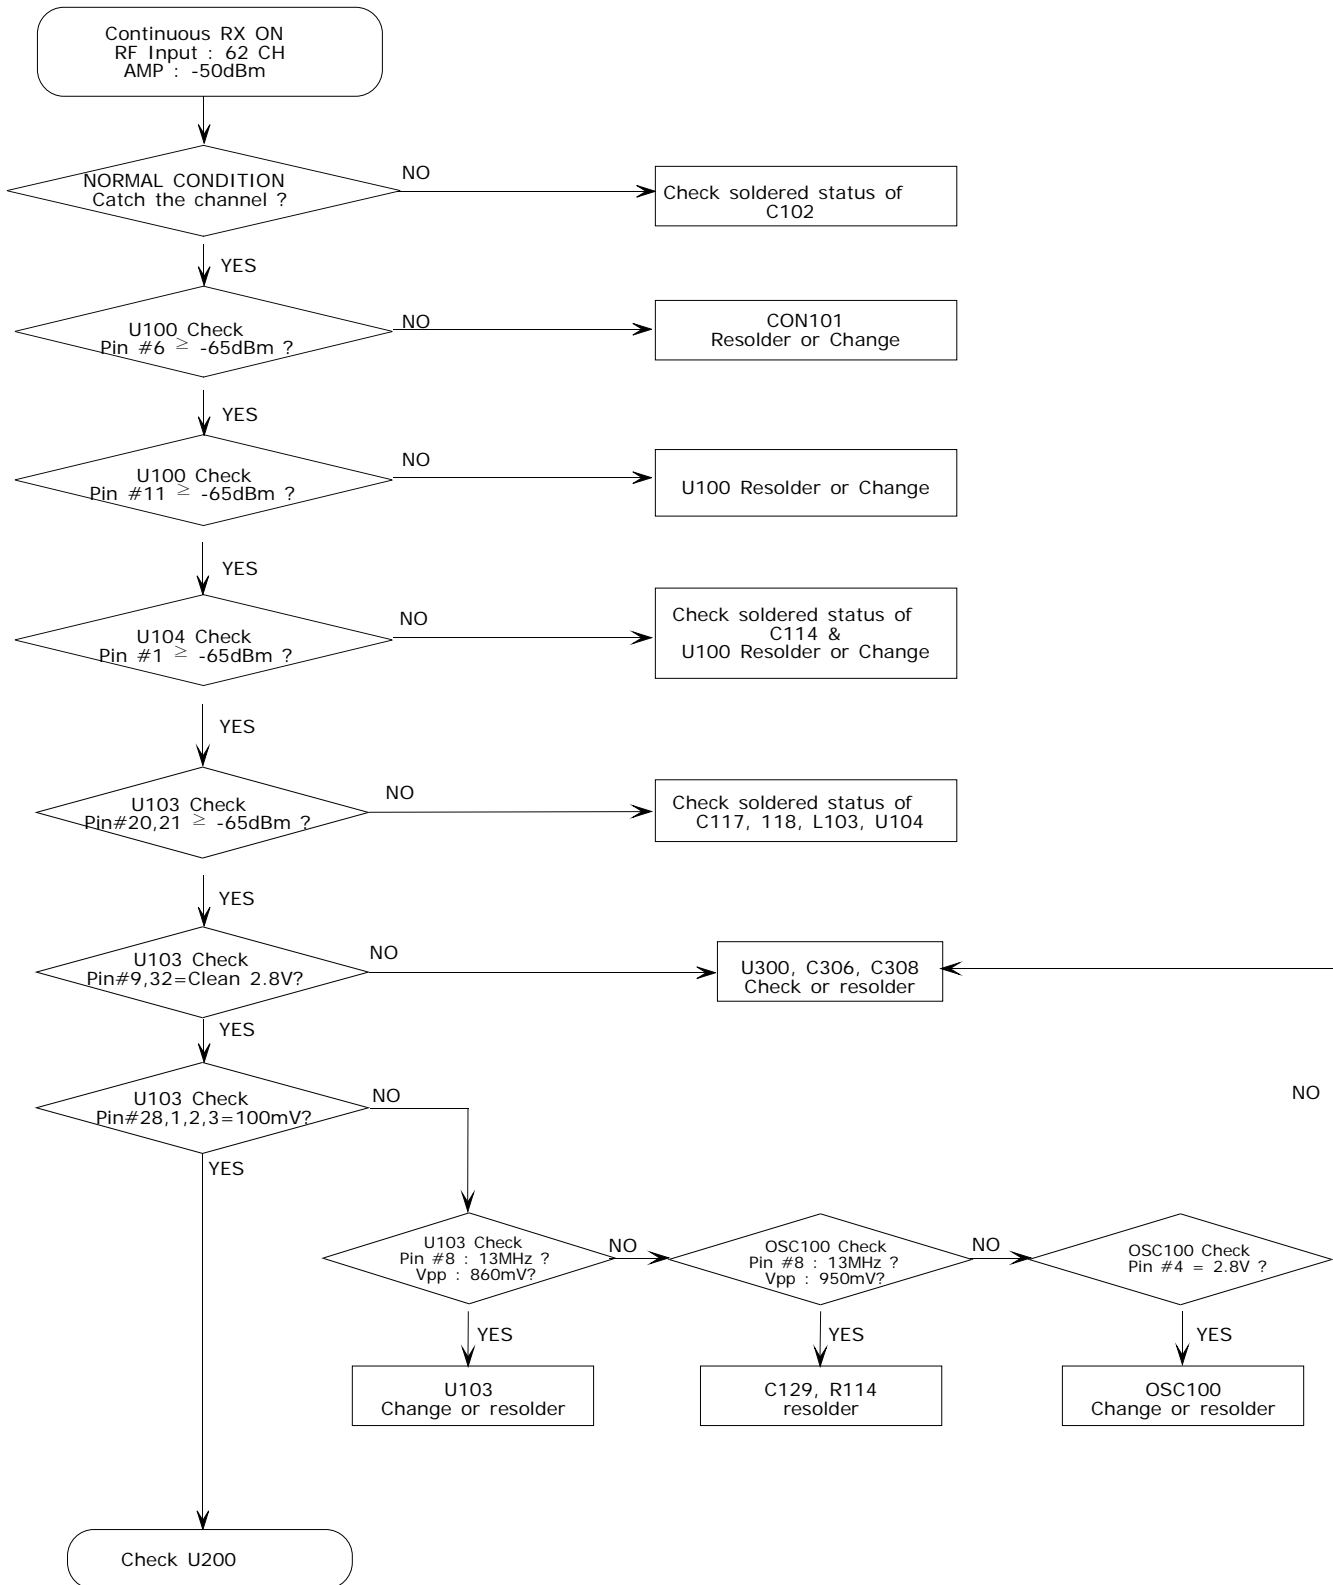 Continuous RX ON
RF Input : 62 CH
AMP : -50dBm
NORMAL CONDITION
Catch the channel ?
NO
Check soldered status of
C102
YES
U100 Check
Pin #6 ≥ -65dBm ?
NO
CON101
Resolder or Change
YES
U100 Check
Pin #11 ≥ -65dBm ?
NO
U100 Resolder or Change
YES
U104 Check
Pin #1 ≥ -65dBm ?
NO
Check soldered status of
C114 &
U100 Resolder or Change
YES
U103 Check
Pin#20,21 ≥ -65dBm ?
NO
Check soldered status of
C117, 118, L103, U104
YES
U103 Check
Pin#9,32=Clean 2.8V?
NO
U300, C306, C308
Check or resolder
YES
U103 Check
Pin#28,1,2,3=100mV?
NO
NO
YES
U103 Check
Pin #8 : 13MHz ?
Vpp : 860mV?
NO
OSC100 Check
Pin #8 : 13MHz ?
Vpp : 950mV?
NO
OSC100 Check
Pin #4 = 2.8V ?
YES
YES
YES
U103
Change or resolder
C129, R114
resolder
OSC100
Change or resolder
Check U200